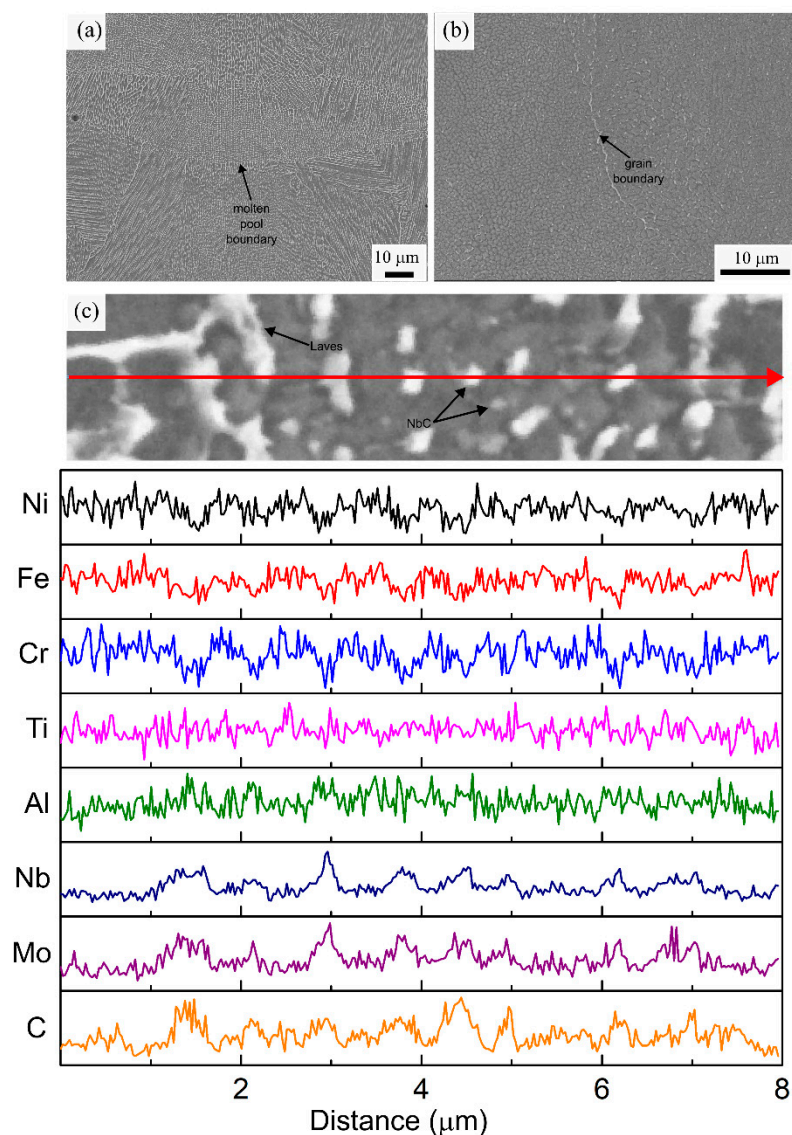 (a)
molten
pool
boundary
10 μm
(b)
grain
boundary
10 μm
(c)
Laves
NbC
Ni
Fe
Cr
Ti
Al
Nb
Mo
C
2 4 6 8
Distance (μm)